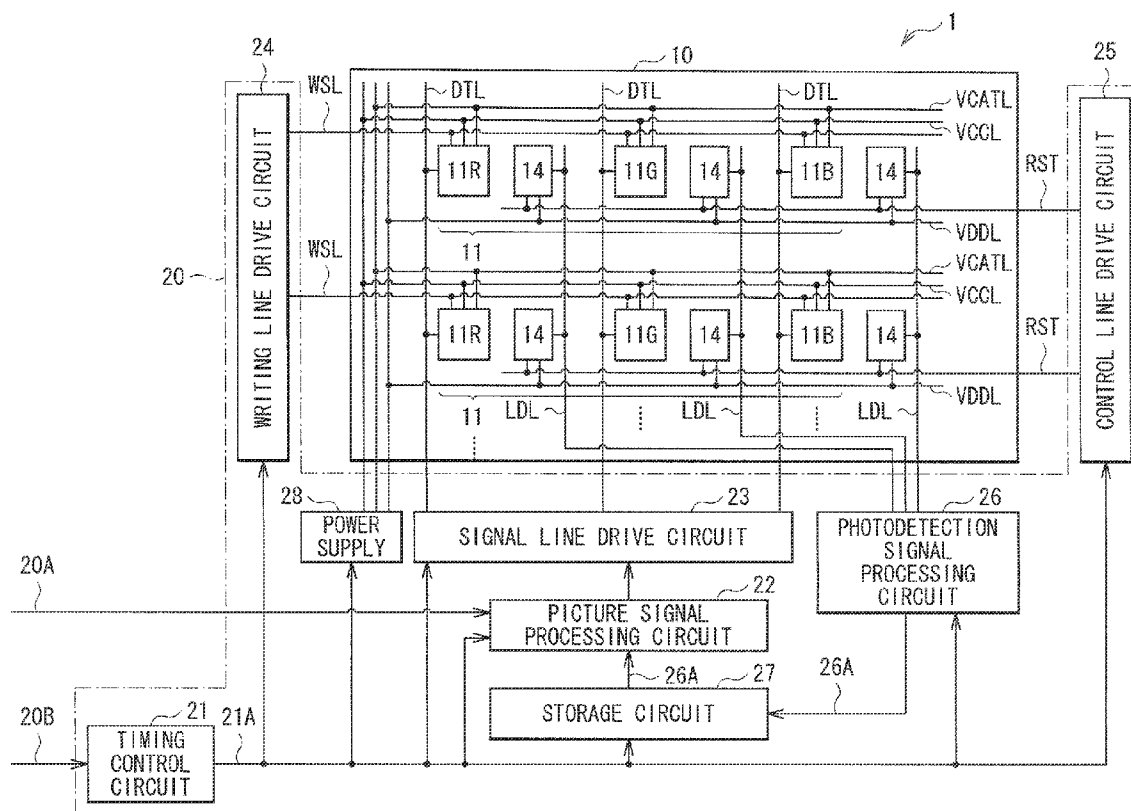 1
24
10
25
WSL
DTL
DTL
DTL
VCATL
VCCL
11R
14
11G
14
11B
14
RST
VDDL
11
20
WSL
VCATL
VCCL
11R
14
11G
14
11B
14
RST
VDDL
11
LDL
LDL
LDL
WRITING LINE DRIVE CIRCUIT
CONTROL LINE DRIVE CIRCUIT
28
23
26
POWER
SUPPLY
SIGNAL LINE DRIVE CIRCUIT
PHOTODETECTION
SIGNAL
PROCESSING
CIRCUIT
20A
22
PICTURE SIGNAL
PROCESSING CIRCUIT
26A
27
26A
STORAGE CIRCUIT
20B
21
21A
TIMING
CONTROL
CIRCUIT